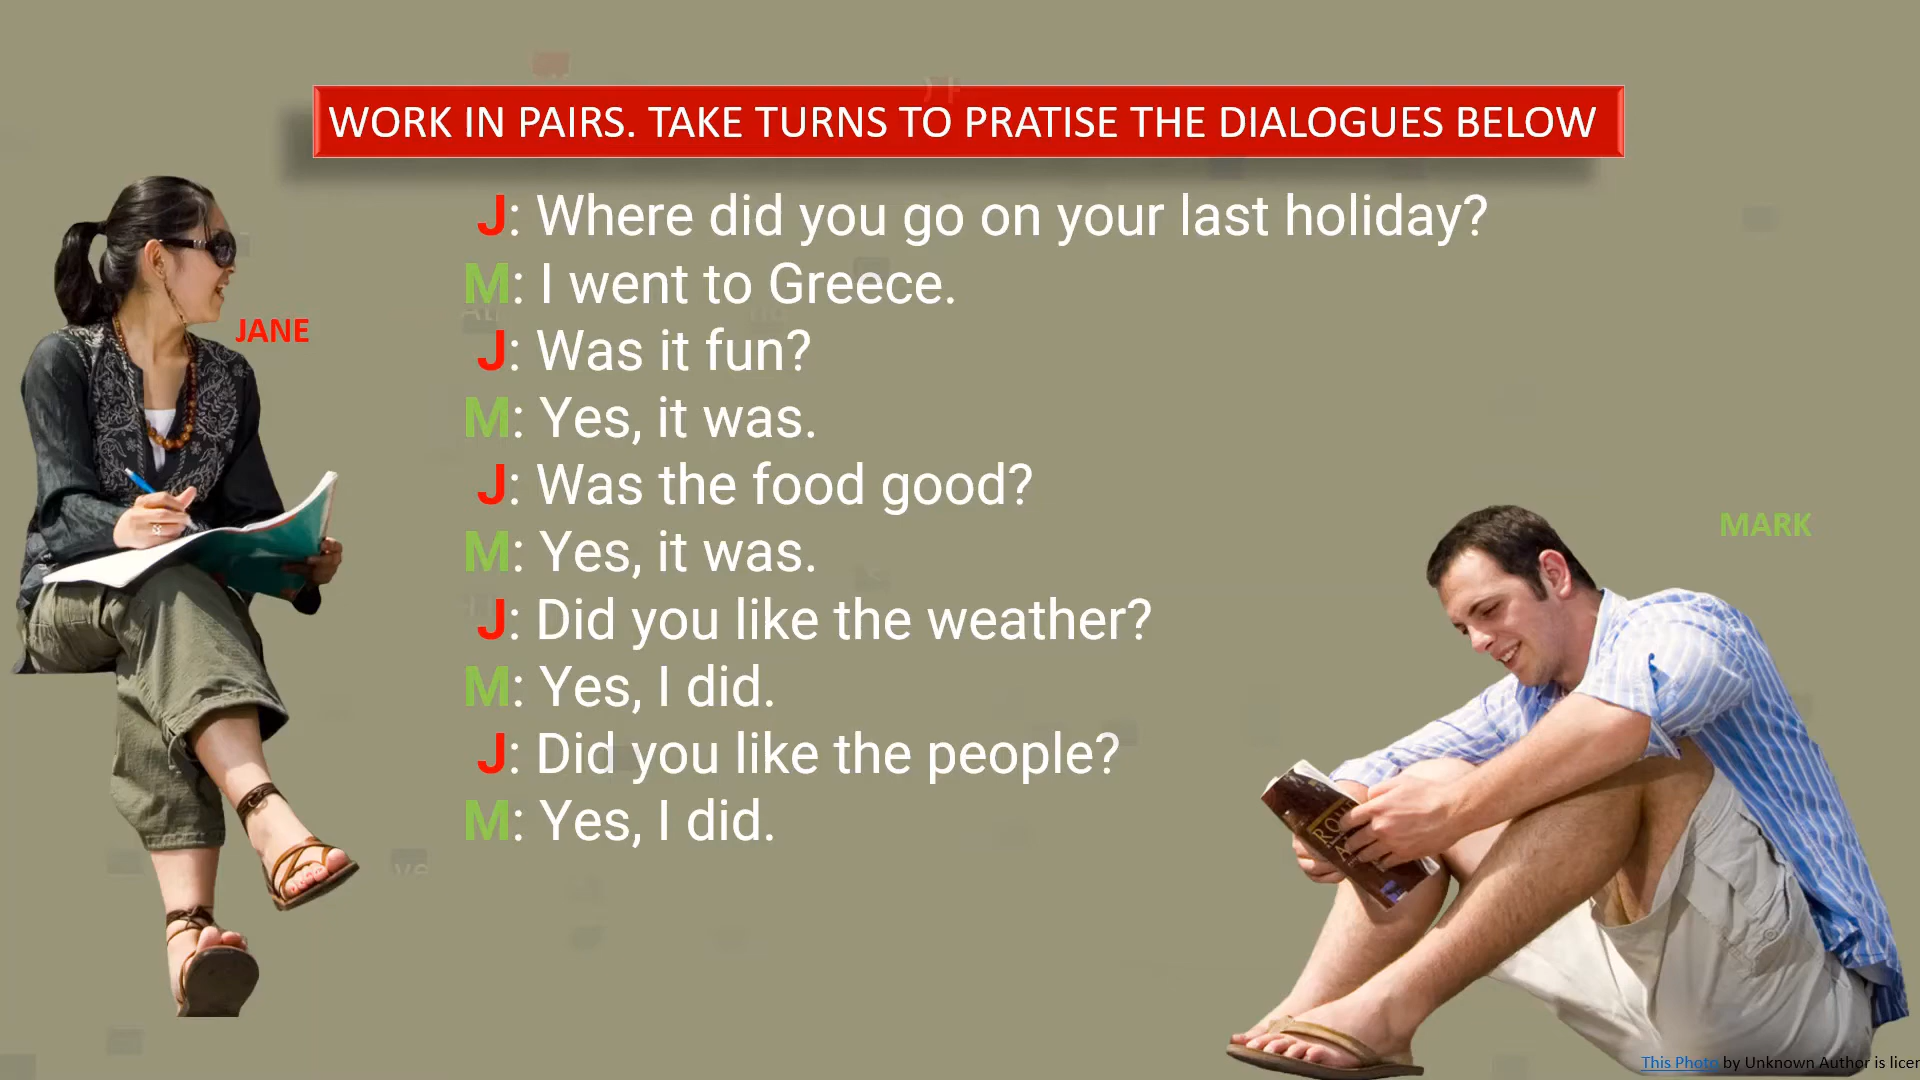 WORK IN PAIRS. TAKE TURNS TO PRATISE THE DIALOGUES BELOW
J: Where did you go on your last holiday?
M: I went to Greece.
JANE
J: Was it fun?
M: Yes, it was.
J: Was the food good?
MARK
M: Yes, it was.
J: Did you like the weather?
M: Yes, I did.
J: Did you like the people?
M: Yes, I did.
This Photo by Unknown Author is licen